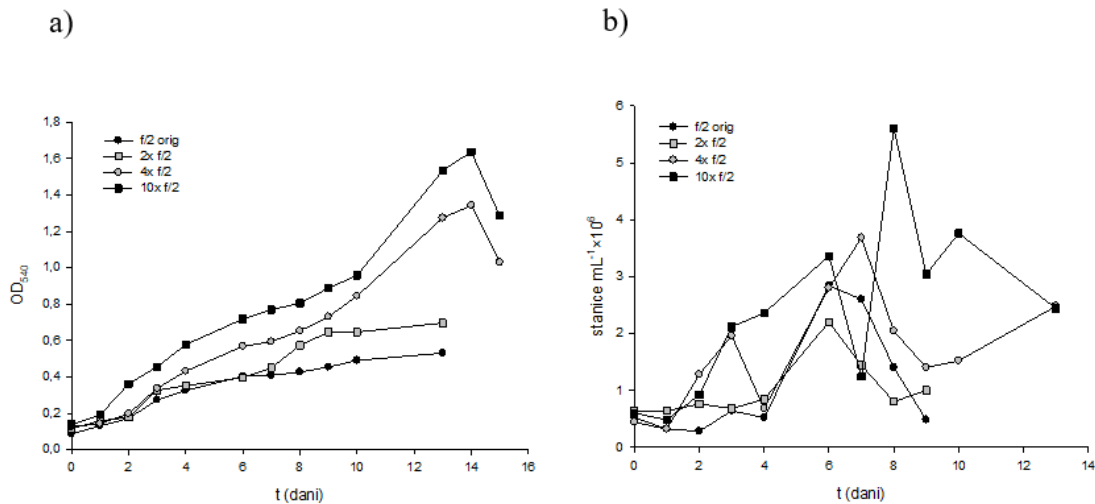 a)
b)
1,8
1,6
1,4
1,2
1,0
0,8
0,6
0,4
0,2
0,0
OD540
f/2 orig
2x f/2
4x f/2
10x f/2
0 2 4 6 8 10 12 14 16
t (dani)
6
5
4
3
2
1
0
stanice mL⁻¹×10⁶
f/2 orig
2x f/2
4x f/2
10x f/2
0 2 4 6 8 10 12 14
t (dani)